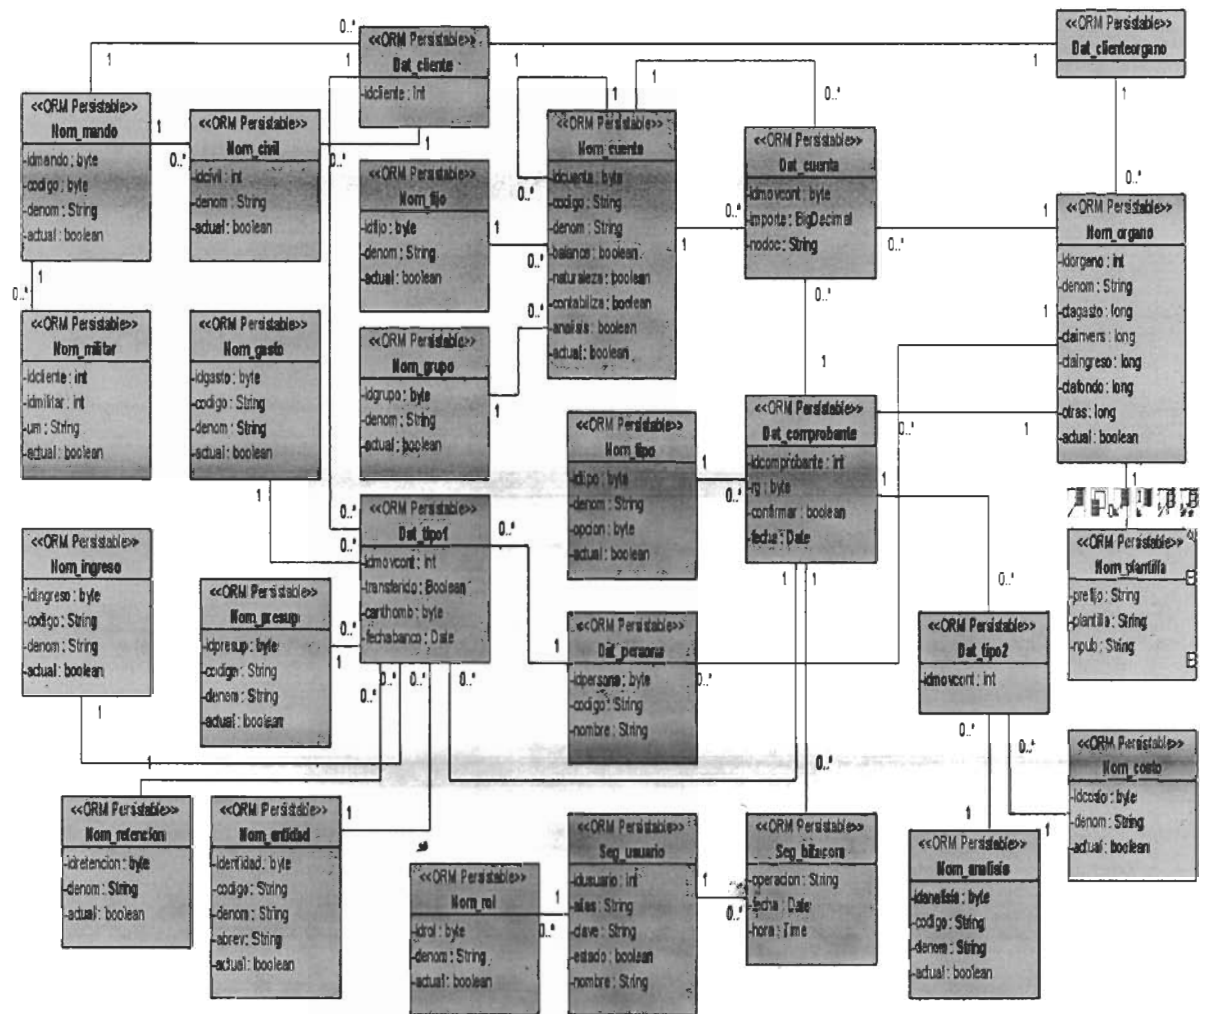 <<ORM Persistable>>
Dat_cliente
-idcliente : int
<<ORM Persistable>>
Dat_clienteorgano
<<ORM Persistable>>
Nom_mando
-idmando : byte
-codigo : byte
-denom : String
-actual : boolean
<<ORM Persistable>>
Nom_civil
-idcivil : int
-denom : String
-actual : boolean
<<ORM Persistable>>
Nom_fijo
-idfijo : byte
-denom : String
-actual : boolean
<<ORM Persistable>>
Nom_cuenta
-idcuenta : byte
-codigo : String
-denom : String
-balance : boolean
-naturaleza : boolean
-contabiliza : boolean
-analisis : boolean
-actual : boolean
<<ORM Persistable>>
Dat_cuenta
-idmovcont : byte
-importe : BigDecimal
-nodoc : String
<<ORM Persistable>>
Nom_organo
-idorgano : int
-denom : String
-ctagasto : long
-ctainvers : long
-ctaingreso : long
-ctafondo : long
-otras : long
-actual : boolean
<<ORM Persistable>>
Nom_militar
-idcliente : int
-idmilitar : int
-um : String
-actual : boolean
<<ORM Persistable>>
Nom_gasto
-idgasto : byte
-codigo : String
-denom : String
-actual : boolean
<<ORM Persistable>>
Nom_grupo
-idgrupo : byte
-denom : String
-actual : boolean
<<ORM Persistable>>
Nom_tipo
-idtipo : byte
-denom : String
-opcion : byte
-actual : boolean
<<ORM Persistable>>
Dat_comprobante
-idcomprobante : int
-rg : byte
-confirmar : boolean
-fecha : Date
<<ORM Persistable>>
Nom_plantilla
-prefijo : String
-plantilla : String
-npub : String
<<ORM Persistable>>
Nom_ingreso
-idingreso : byte
-codigo : String
-denom : String
-actual : boolean
<<ORM Persistable>>
Nom_presup
-idpresup : byte
-codigo : String
-denom : String
-actual : boolean
<<ORM Persistable>>
Dat_tipo1
-idmovcont : int
-transferido : Boolean
-canthomb : byte
-fechabanco : Date
<<ORM Persistable>>
Dat_persona
-idpersona : byte
-codigo : String
-nombre : String
<<ORM Persistable>>
Dat_tipo2
-idmovcont : int
<<ORM Persistable>>
Nom_costo
-idcosto : byte
-denom : String
-actual : boolean
<<ORM Persistable>>
Nom_retencion
-idretencion : byte
-denom : String
-actual : boolean
<<ORM Persistable>>
Nom_entidad
-identidad : byte
-codigo : String
-denom : String
-abrev : String
-actual : boolean
<<ORM Persistable>>
Nom_rol
-idrol : byte
-denom : String
-actual : boolean
<<ORM Persistable>>
Seg_usuario
-idusuario : int
-alias : String
-clave : String
-estado : boolean
-nombre : String
<<ORM Persistable>>
Seg_bitacora
-operacion : String
-fecha : Date
-hora : Time
<<ORM Persistable>>
Nom_analisis
-idanalisis : byte
-codigo : String
-denom : String
-actual : boolean